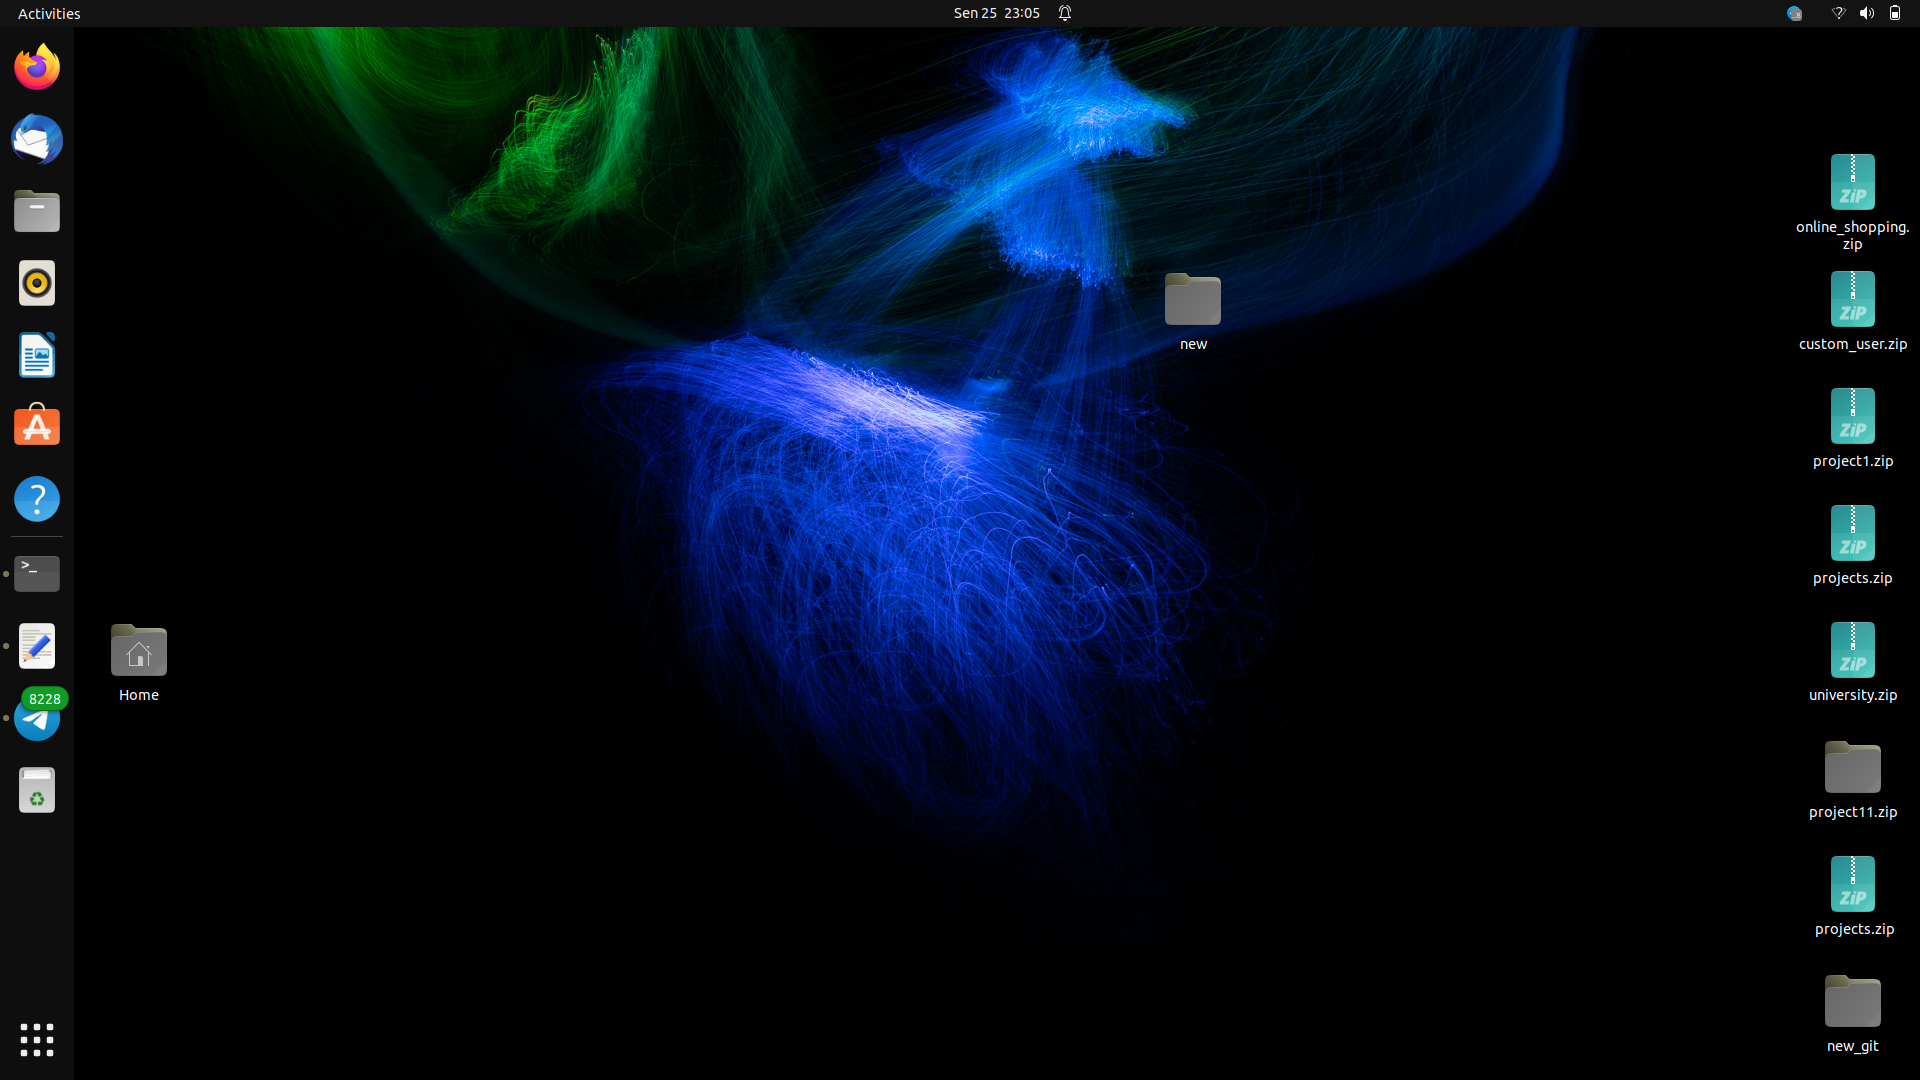 Activities
Sen 25 23:05
online_shopping.
zip
new
custom_user.zip
project1.zip
projects.zip
Home
university.zip
8228
project11.zip
projects.zip
new_git
ZiP
ZiP
ZiP
ZiP
ZiP
ZiP